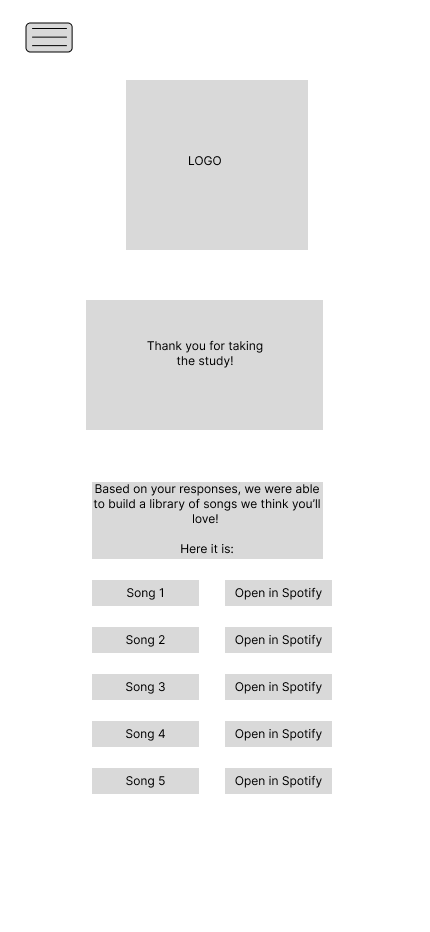 LOGO
Thank you for taking
the study!
Based on your responses, we were able
to build a library of songs we think you'll
love!
Here it is:
Song 1
Open in Spotify
Song 2
Open in Spotify
Song 3
Open in Spotify
Song 4
Open in Spotify
Song 5
Open in Spotify